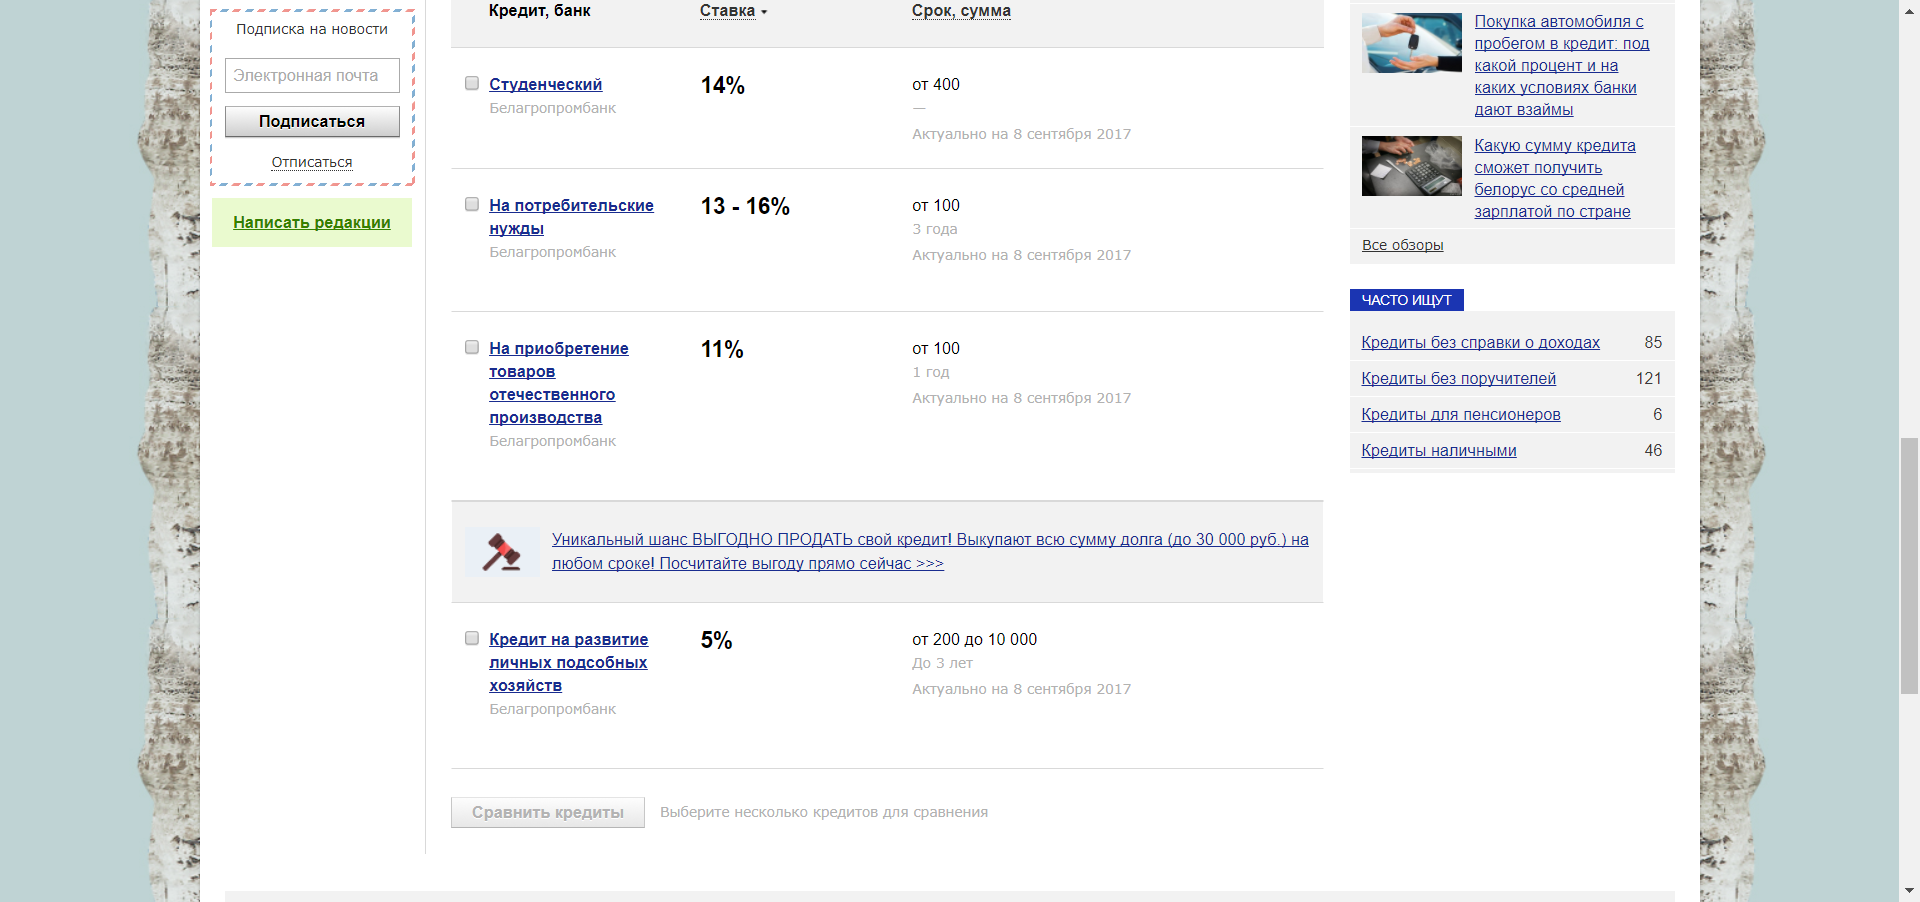 Подписка на новости
Электронная почта
Подписаться
Отписаться
Написать редакции
Кредит, банк
Ставка
Срок, сумма
Студенческий
Белагропромбанк
14%
от 400
—
Актуально на 8 сентября 2017
На потребительские
нужды
Белагропромбанк
13 - 16%
от 100
3 года
Актуально на 8 сентября 2017
На приобретение
товаров
отечественного
производства
Белагропромбанк
11%
от 100
1 год
Актуально на 8 сентября 2017
Уникальный шанс ВЫГОДНО ПРОДАТЬ свой кредит! Выкупают всю сумму долга (до 30 000 руб.) на
любом сроке! Посчитайте выгоду прямо сейчас >>>
Кредит на развитие
личных подсобных
хозяйств
Белагропромбанк
5%
от 200 до 10 000
До 3 лет
Актуально на 8 сентября 2017
Сравнить кредиты
Выберите несколько кредитов для сравнения
Покупка автомобиля с
пробегом в кредит: под
какой процент и на
каких условиях банки
дают взаймы
Какую сумму кредита
сможет получить
белорус со средней
зарплатой по стране
Все обзоры
ЧАСТО ИЩУТ
Кредиты без справки о доходах 85
Кредиты без поручителей 121
Кредиты для пенсионеров 6
Кредиты наличными 46